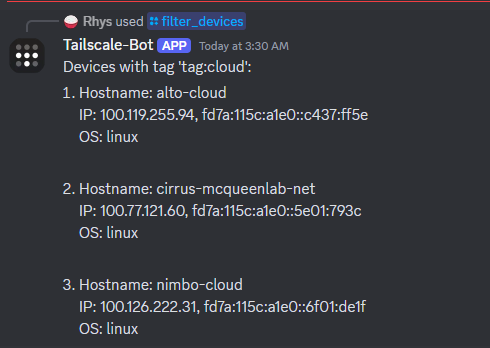 Rhys used filter_devices
Tailscale-Bot APP Today at 3:30 AM
Devices with tag 'tag:cloud':
1. Hostname: alto-cloud
IP: 100.119.255.94, fd7a:115c:a1e0::c437:ff5e
OS: linux
2. Hostname: cirrus-mcqueenlab-net
IP: 100.77.121.60, fd7a:115c:a1e0::5e01:793c
OS: linux
3. Hostname: nimbo-cloud
IP: 100.126.222.31, fd7a:115c:a1e0::6f01:de1f
OS: linux